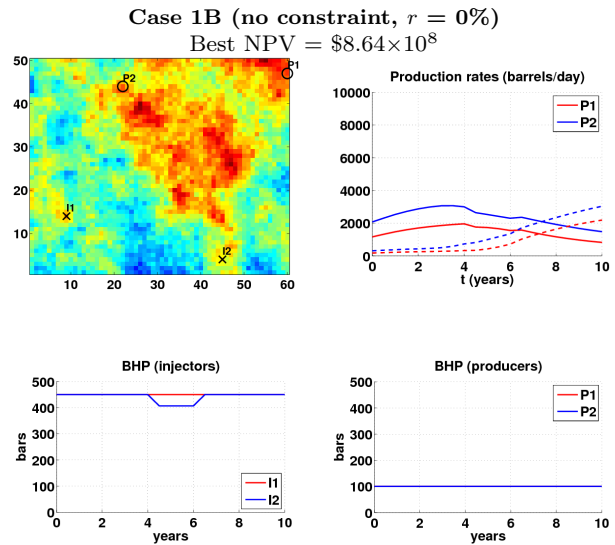 Case 1B (no constraint, r = 0%)
Best NPV = $8.64×10^8
50
40
30
20
10
10 20 30 40 50 60
P1
P2
I1
I2
Production rates (barrels/day)
10000
8000
6000
4000
2000
0
0 2 4 6 8 10
t (years)
P1
P2
BHP (injectors)
bars
500
400
300
200
100
0
0 2 4 6 8 10
years
I1
I2
BHP (producers)
bars
500
400
300
200
100
0
0 2 4 6 8 10
years
P1
P2